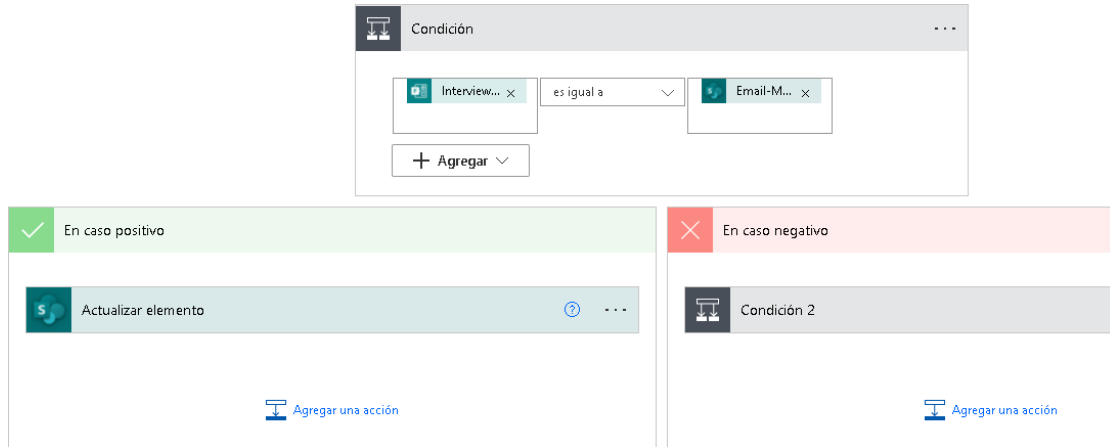 Condición
Interview... es igual a Email-M...
Agregar
En caso positivo
En caso negativo
Actualizar elemento
Condición 2
Agregar una acción
Agregar una acción